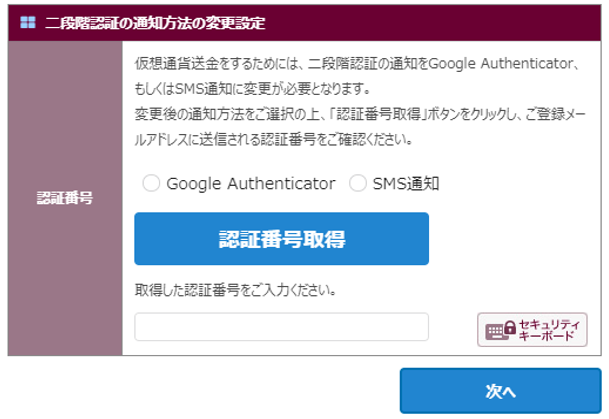 二段階認証の通知方法の変更設定
仮想通貨送金をするためには、二段階認証の通知をGoogle Authenticator、
もしくはSMS通知に変更が必要となります。
変更後の通知方法をご選択の上、「認証番号取得」ボタンをクリックし、ご登録メー
ルアドレスに送信される認証番号をご確認ください。
認証番号
Google Authenticator SMS通知
認証番号取得
取得した認証番号をご入力ください。
セキュリティ
キーボード
次へ